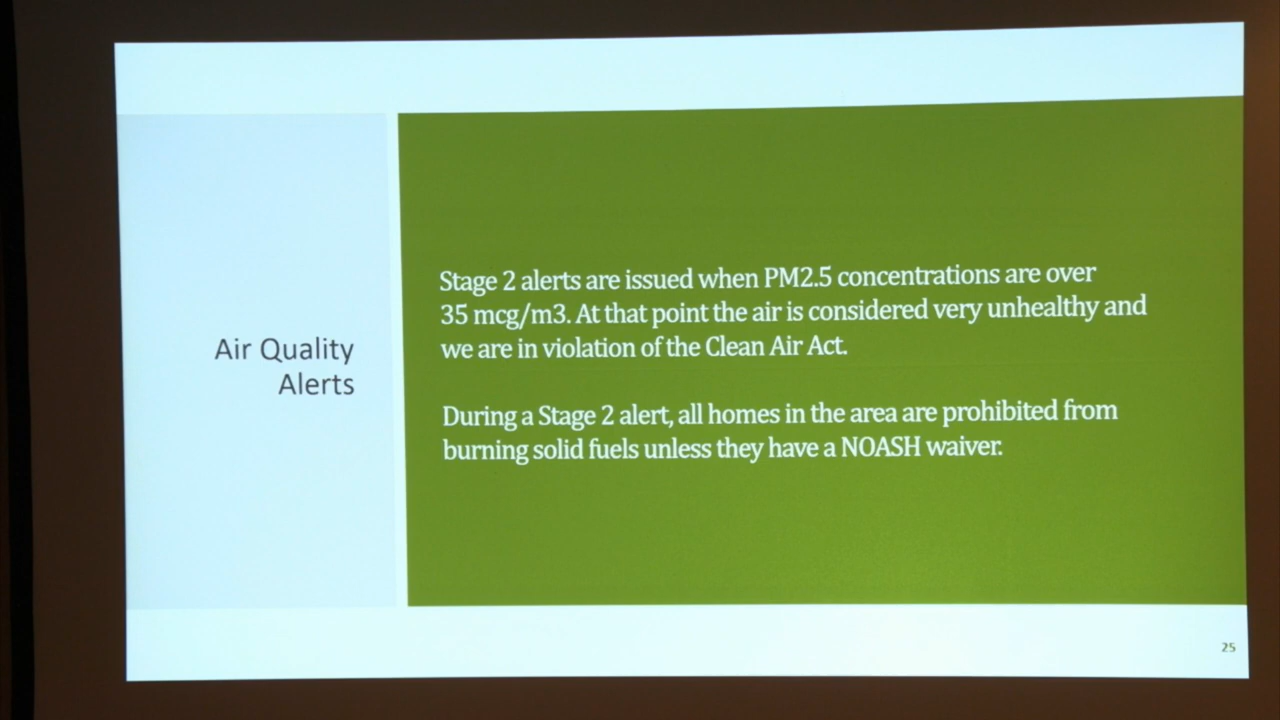 Air Quality
Alerts
Stage 2 alerts are issued when PM2.5 concentrations are over
35 mcg/m3. At that point the air is considered very unhealthy and
we are in violation of the Clean Air Act.
During a Stage 2 alert, all homes in the area are prohibited from
burning solid fuels unless they have a NOASH waiver.
25